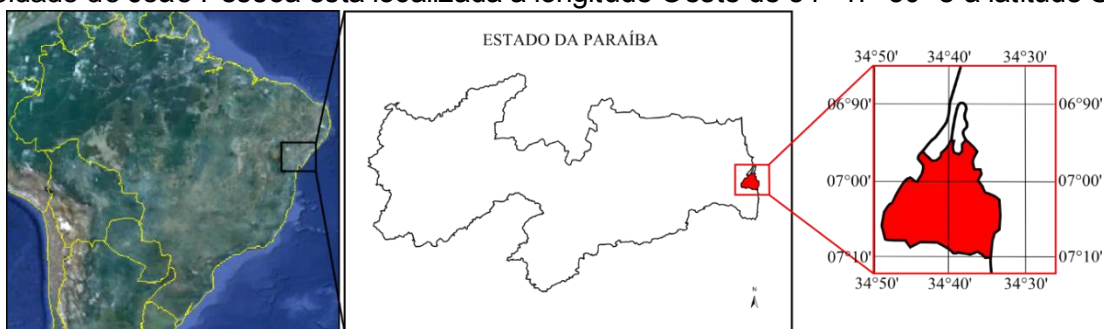 cidade de João Pessoa está localizada à longitude Oeste de e à latitude
ESTADO DA PARAÍBA
34°50' 34°40' 34°30'
06°90' 06°90'
07°00' 07°00'
07°10' 07°10'
34°50' 34°40' 34°30'
N